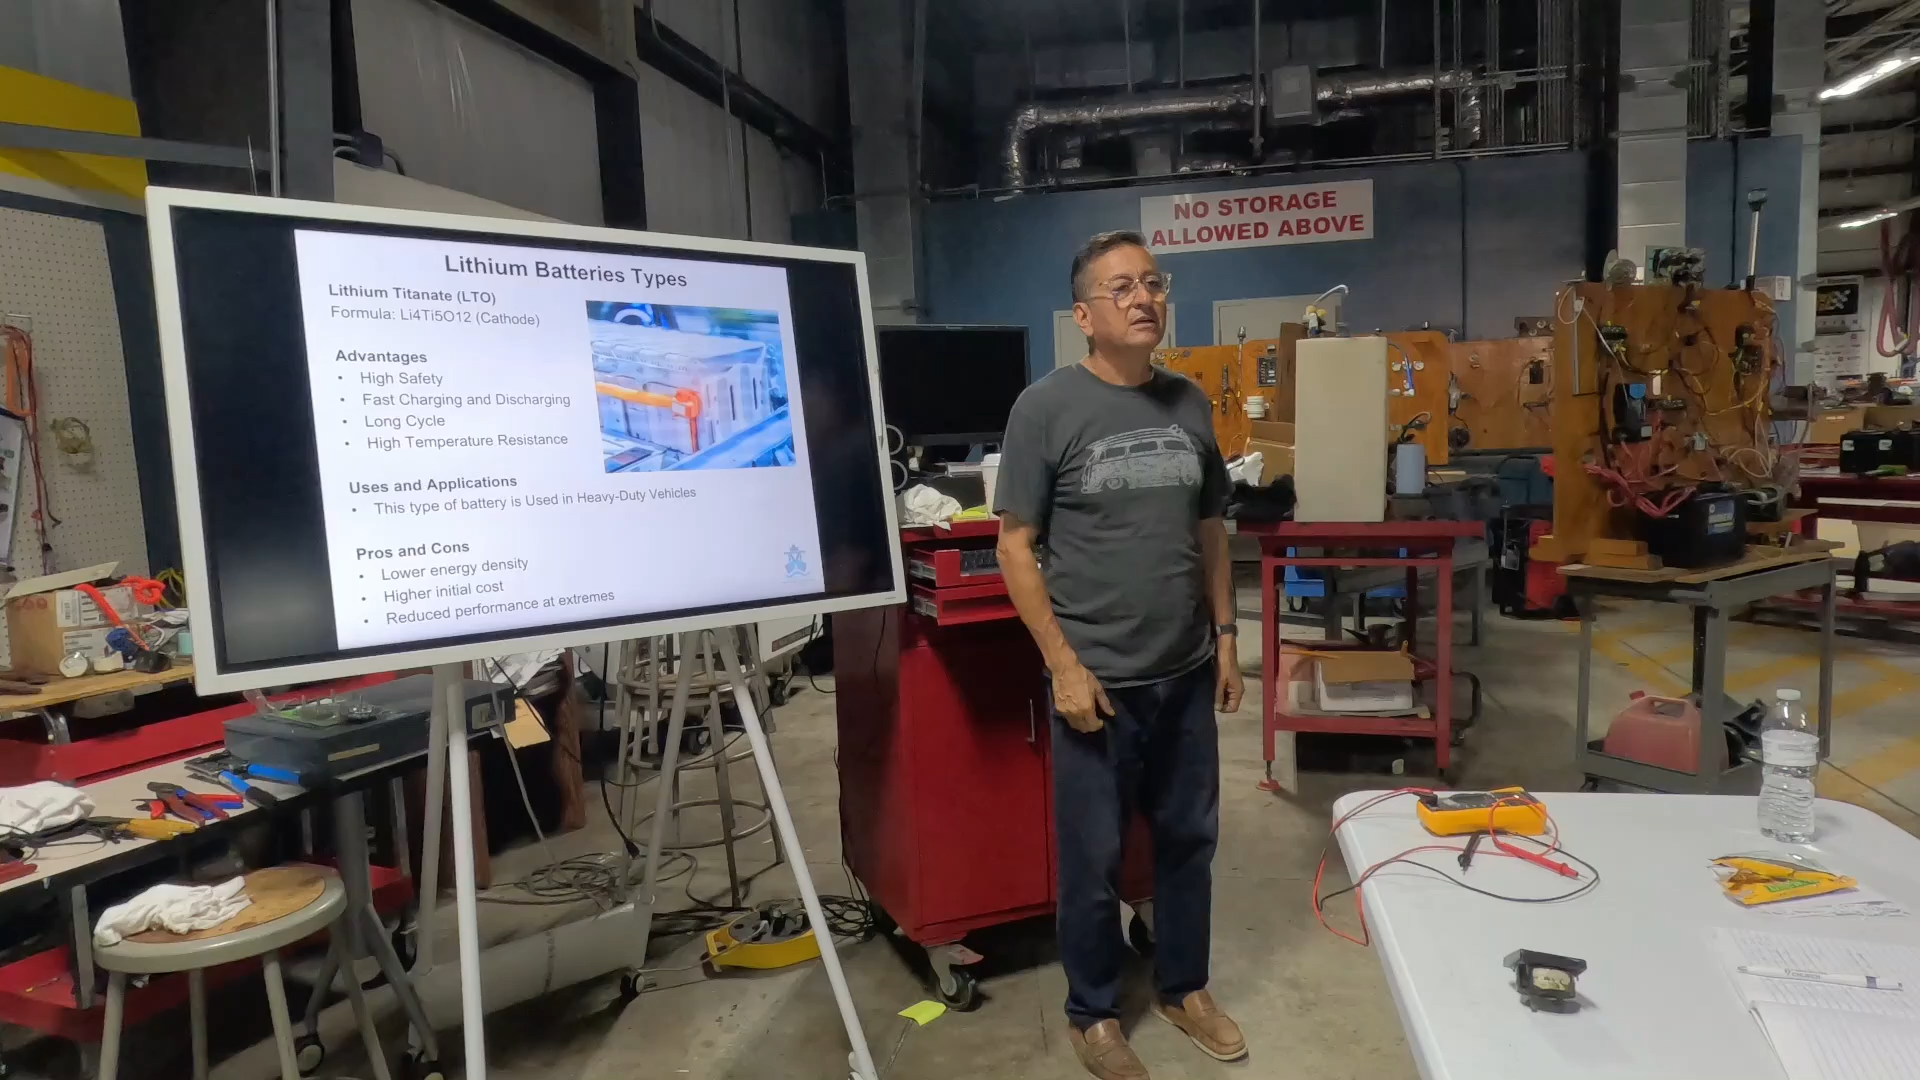 NO STORAGE
ALLOWED ABOVE
Lithium Batteries Types
Lithium Titanate (LTO)
Formula: Li4Ti5O12 (Cathode)
Advantages
• High Safety
• Fast Charging and Discharging
• Long Cycle
• High Temperature Resistance
Uses and Applications
• This type of battery is Used in Heavy-Duty Vehicles
Pros and Cons
• Lower energy density
• Higher initial cost
• Reduced performance at extremes